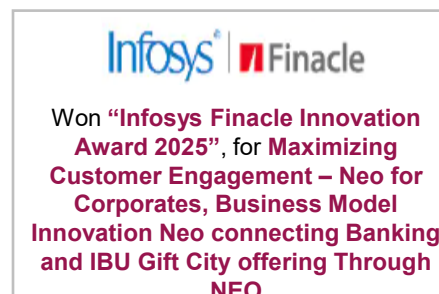 Infosys® | Finacle
Won “Infosys Finacle Innovation
Award 2025”, for Maximizing
Customer Engagement – Neo for
Corporates, Business Model
Innovation Neo connecting Banking
and IBU Gift City offering Through
NEO